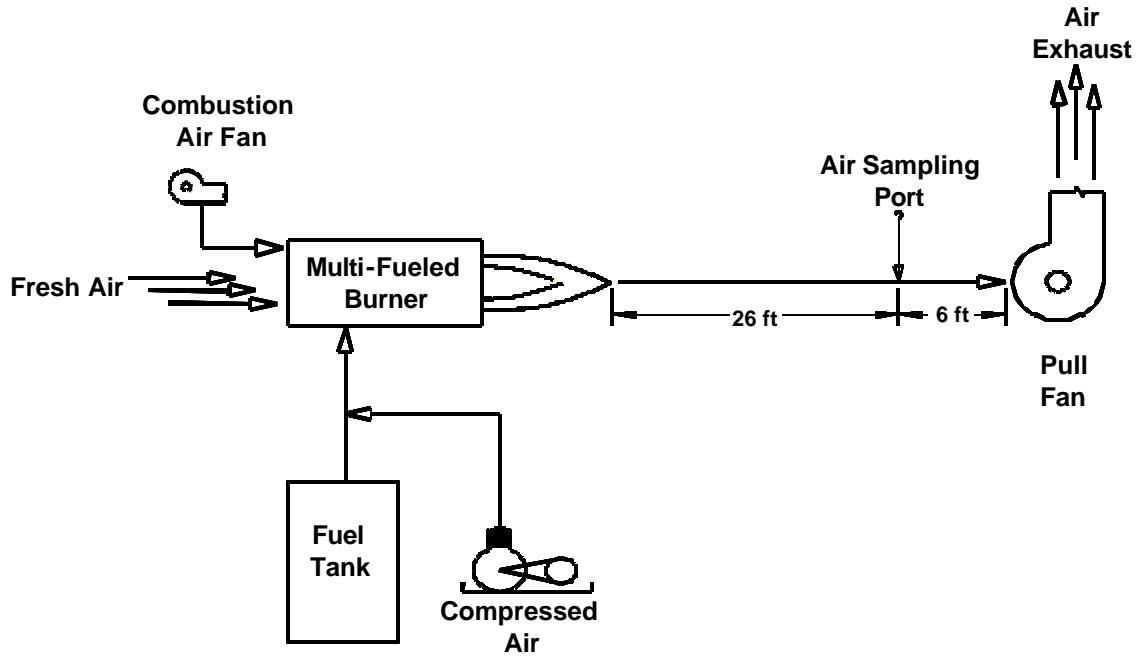 Air
Exhaust
Combustion
Air Fan
Air Sampling
Port
Fresh Air
Multi-Fueled
Burner
26 ft
6 ft
Pull
Fan
Fuel
Tank
Compressed
Air